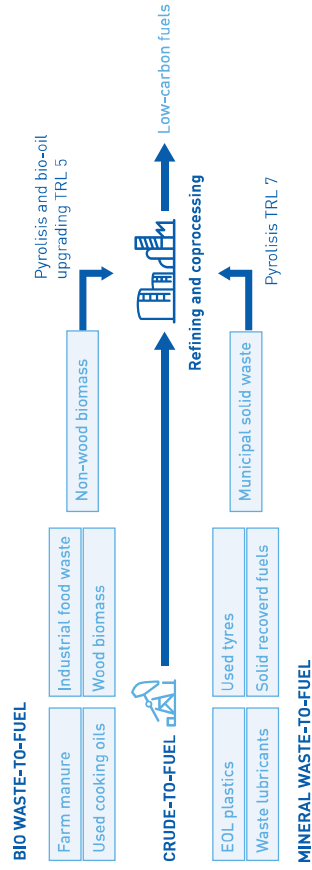 BIO WASTE-TO-FUEL
Farm manure
Used cooking oils
Industrial food waste
Wood biomass
Non-wood biomass
Pyrolisis and bio-oil
upgrading TRL 5
CRUDE-TO-FUEL
Refining and coprocessing
Low-carbon fuels
EOL plastics
Waste lubricants
Used tyres
Solid recoverd fuels
Municipal solid waste
Pyrolisis TRL 7
MINERAL WASTE-TO-FUEL